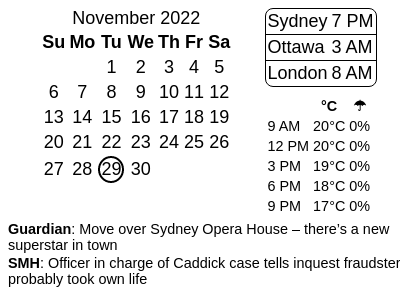 November 2022
Su Mo Tu We Th Fr Sa
1 2 3 4 5
6 7 8 9 10 11 12
13 14 15 16 17 18 19
20 21 22 23 24 25 26
27 28 29 30
Sydney 7 PM
Ottawa 3 AM
London 8 AM
°C ☂
9 AM 20°C 0%
12 PM 20°C 0%
3 PM 19°C 0%
6 PM 18°C 0%
9 PM 17°C 0%
Guardian: Move over Sydney Opera House – there's a new
superstar in town
SMH: Officer in charge of Caddick case tells inquest fraudster
probably took own life